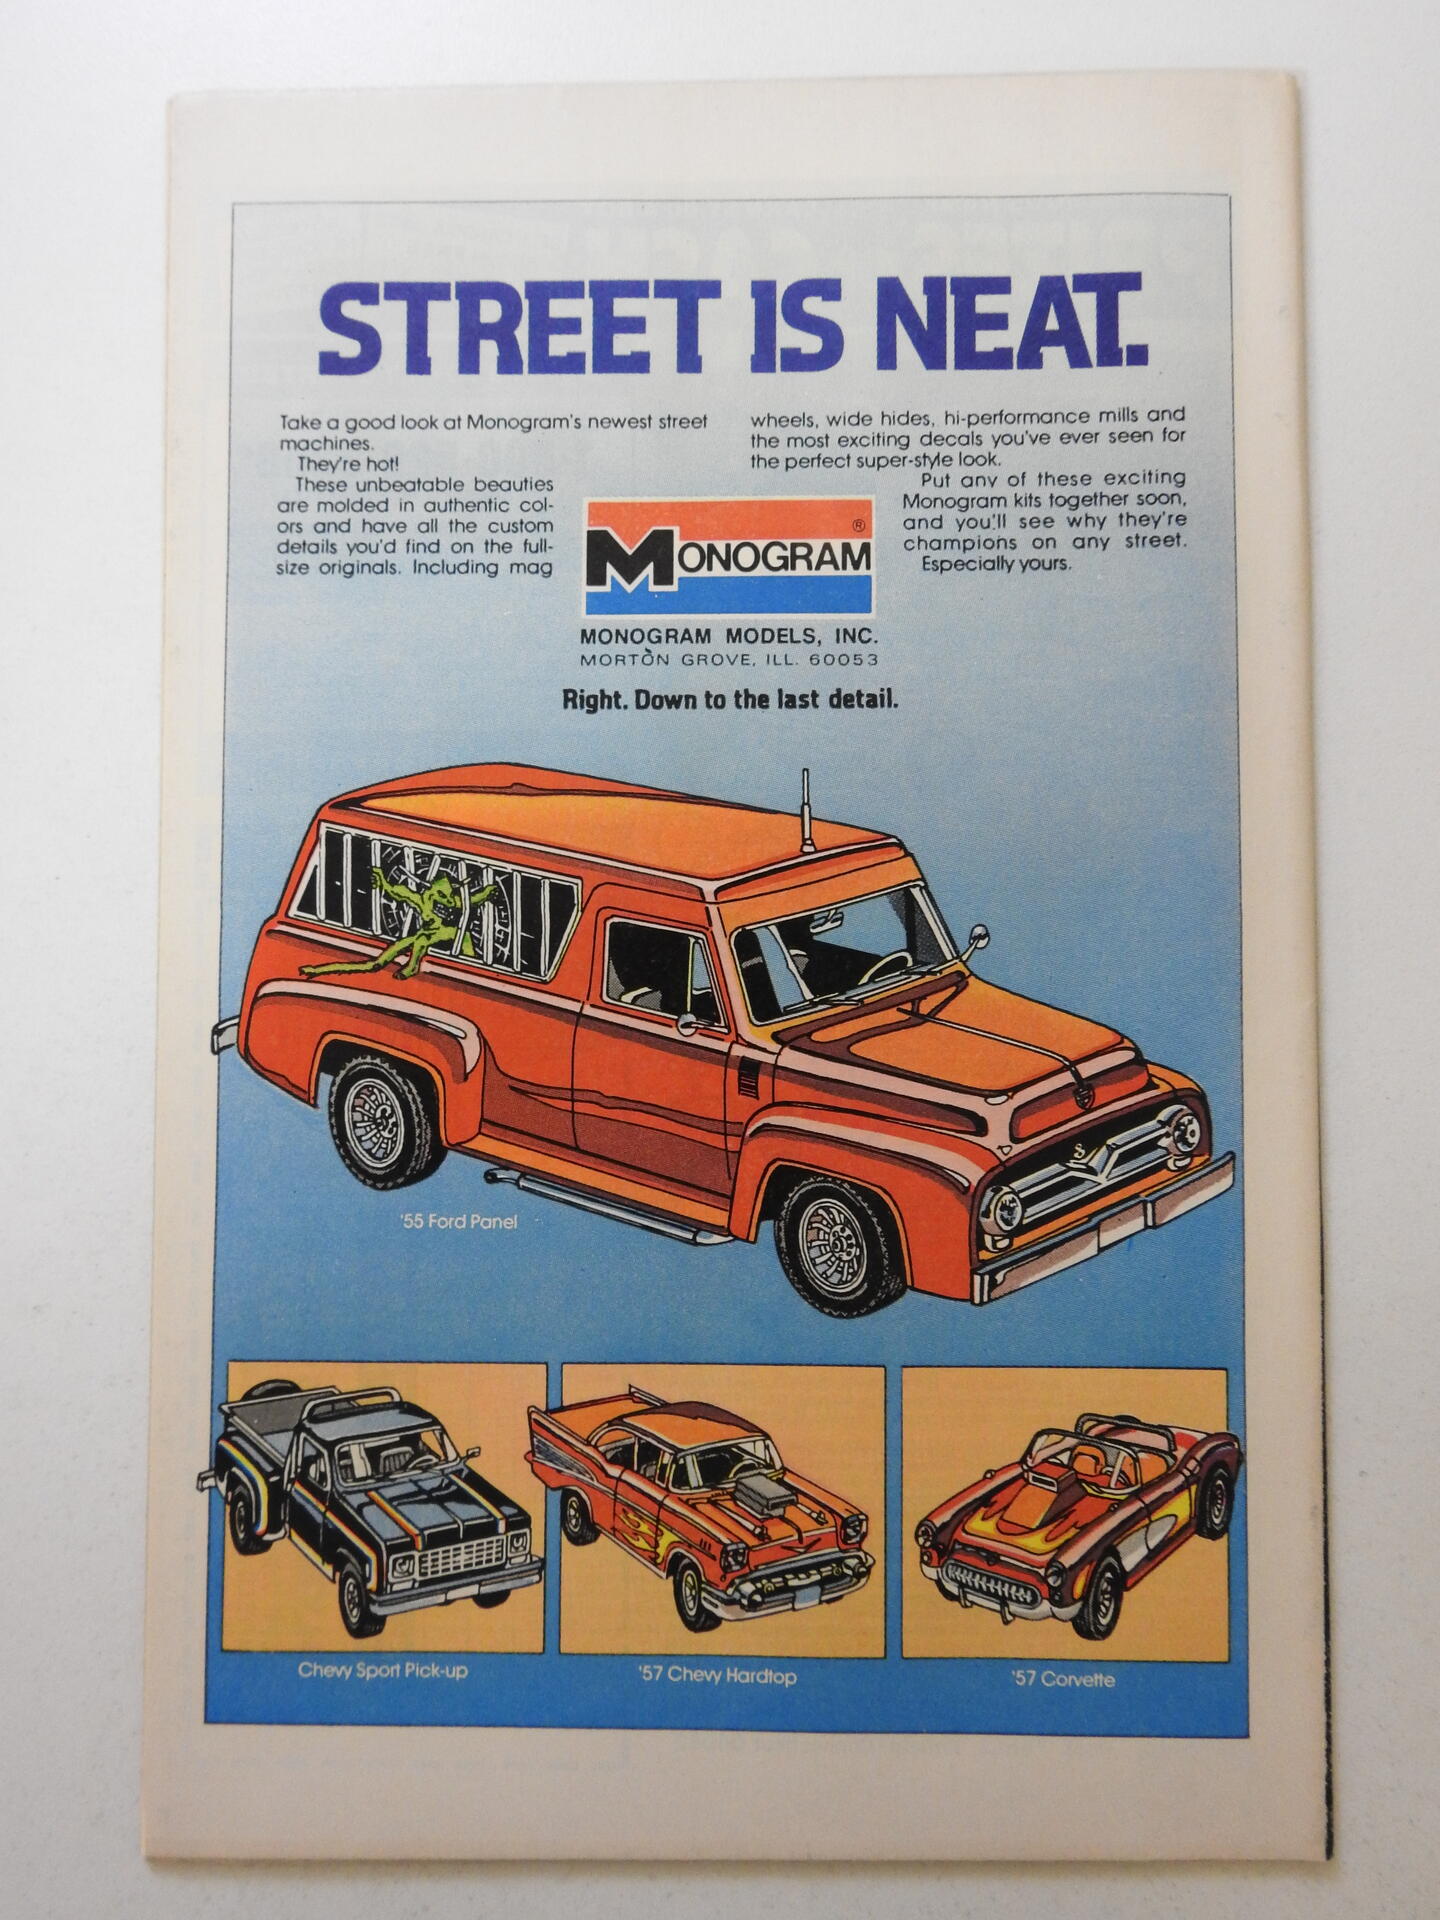 STREET IS NEAT.
Take a good look at Monogram's newest street
machines.
They're hot!
These unbeatable beauties
are molded in authentic col-
ors and have all the custom
details you'd find on the full-
size originals. Including mag
wheels, wide hides, hi-performance mills and
the most exciting decals you've ever seen for
the perfect super-style look.
Put any of these exciting
Monogram kits together soon,
and you'll see why they're
champions on any street.
Especially yours.
MONOGRAM ®
MONOGRAM MODELS, INC.
MORTON GROVE, ILL. 60053
Right. Down to the last detail.
'55 Ford Panel
Chevy Sport Pick-up
'57 Chevy Hardtop
'57 Corvette